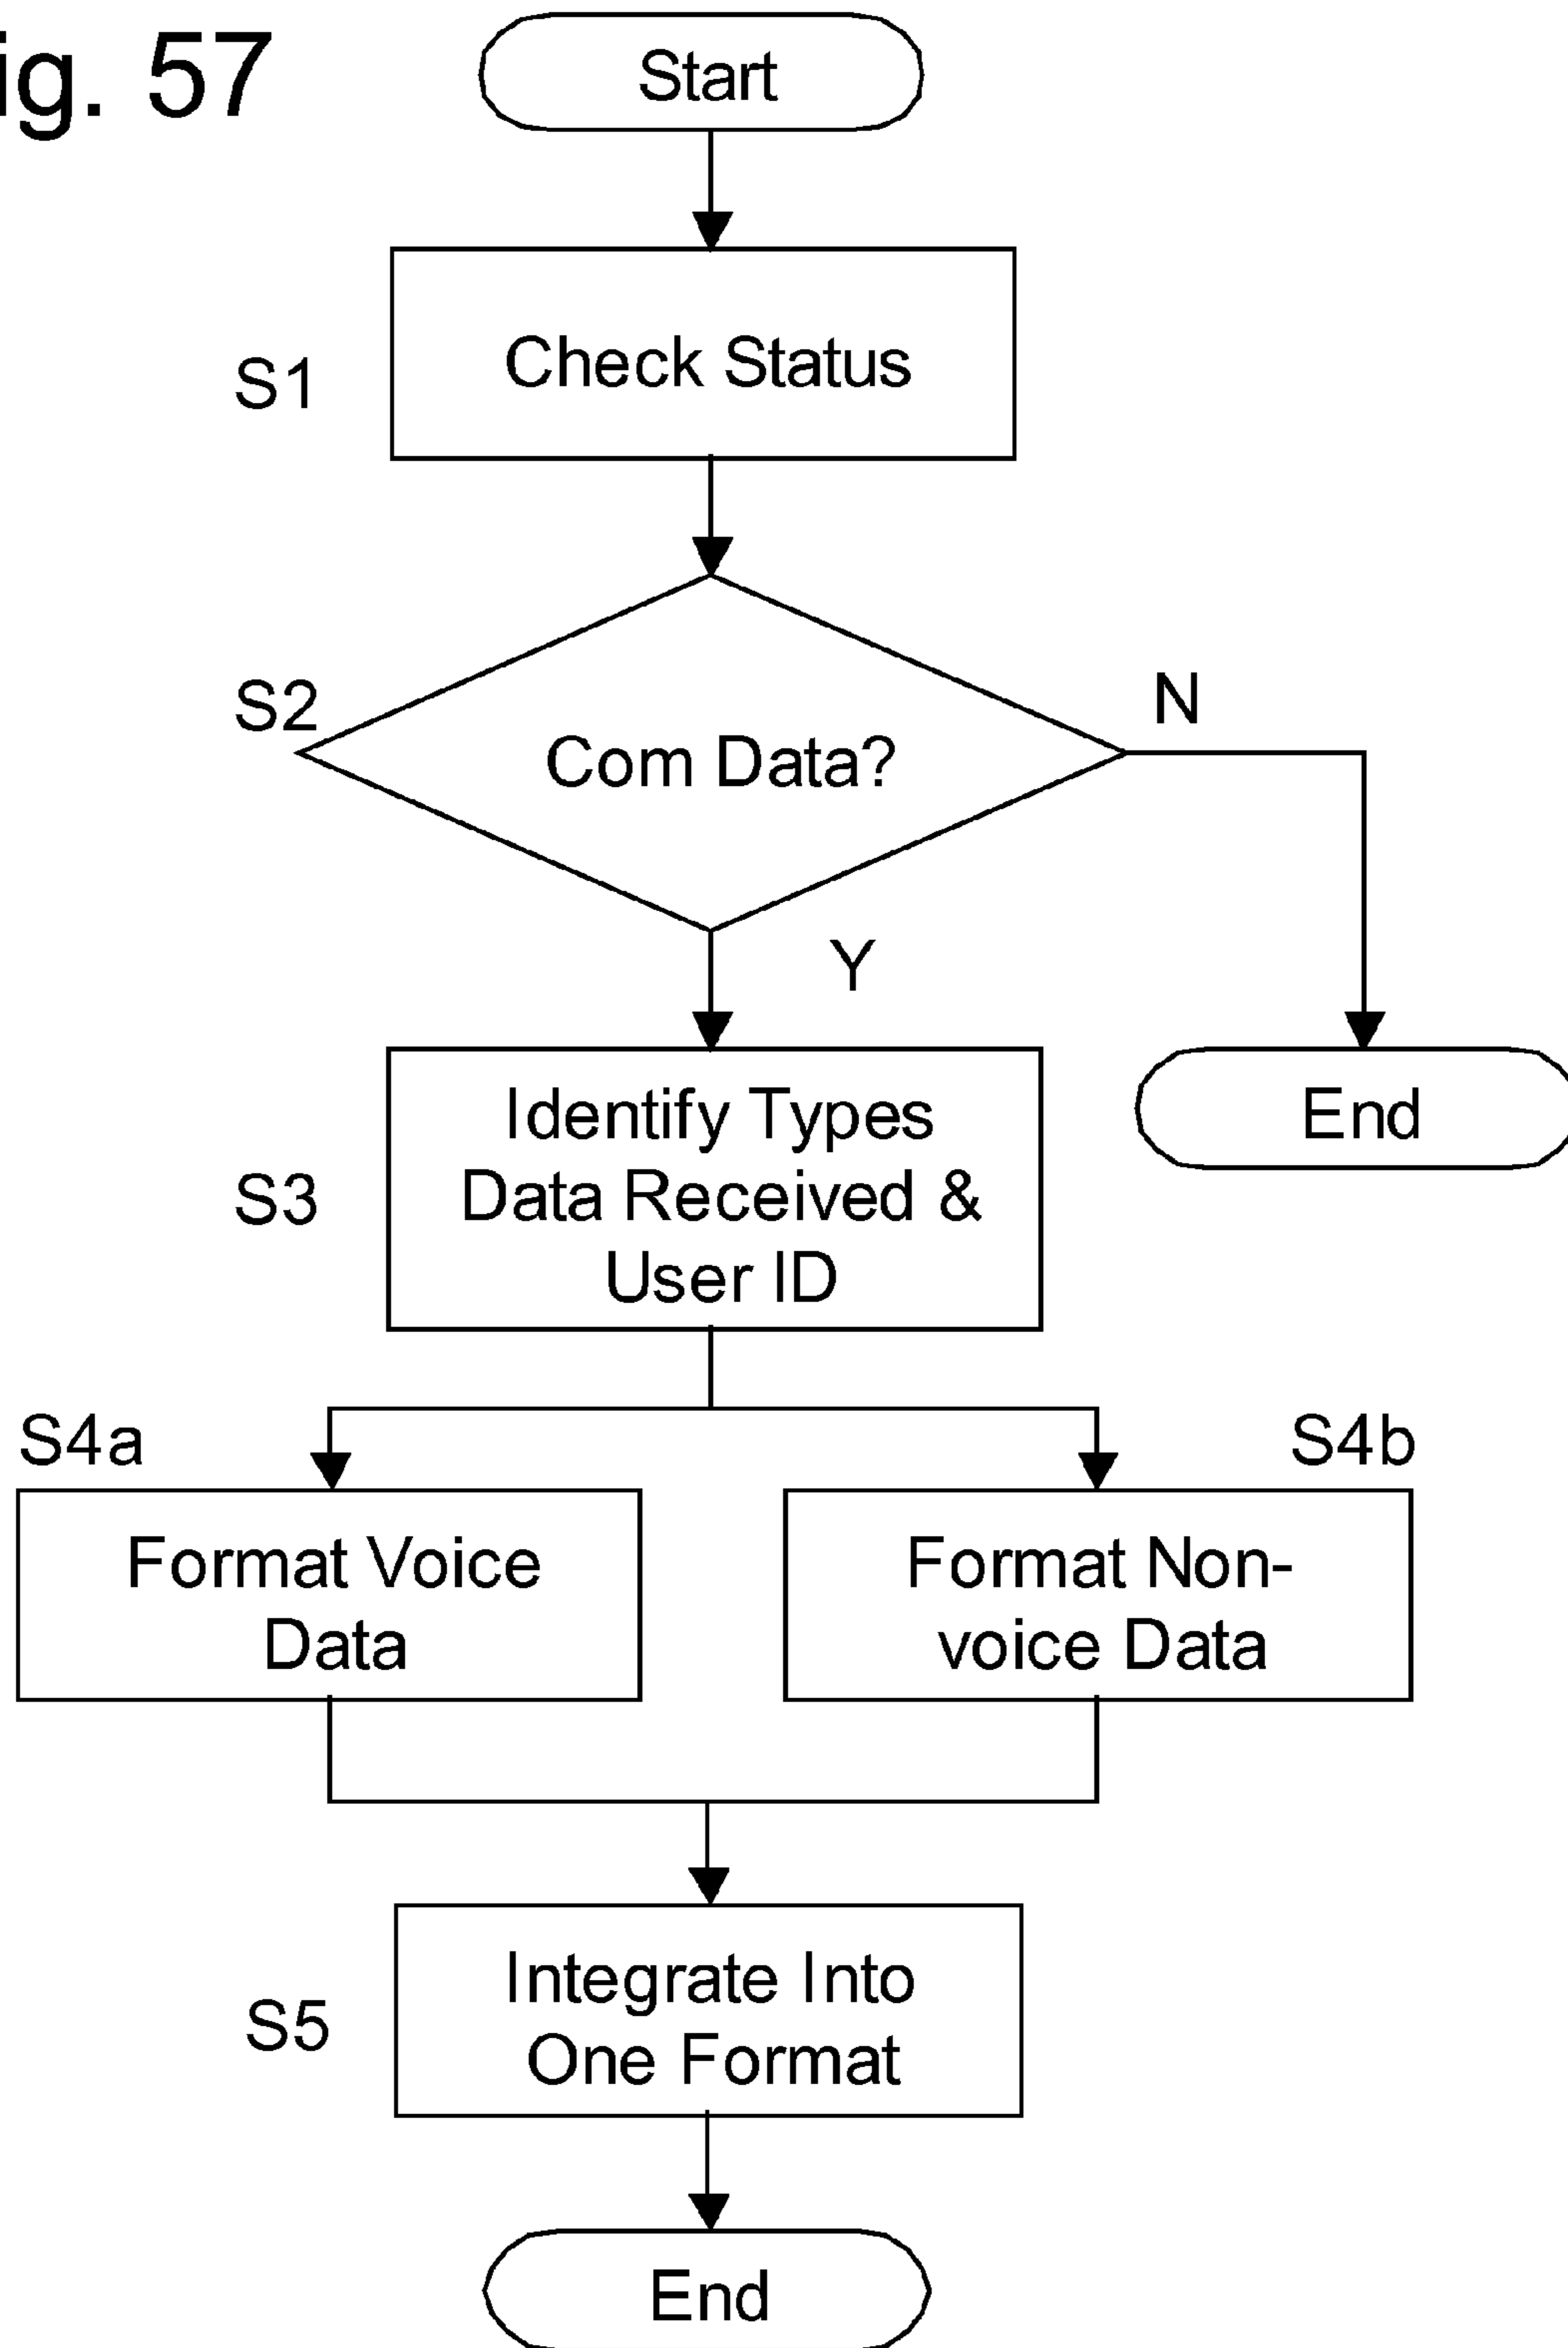 ig. 57
Start
S1
Check Status
S2
Com Data?
N
Y
S3
Identify Types
Data Received &
User ID
End
S4a
S4b
Format Voice
Data
Format Non-
voice Data
S5
Integrate Into
One Format
End